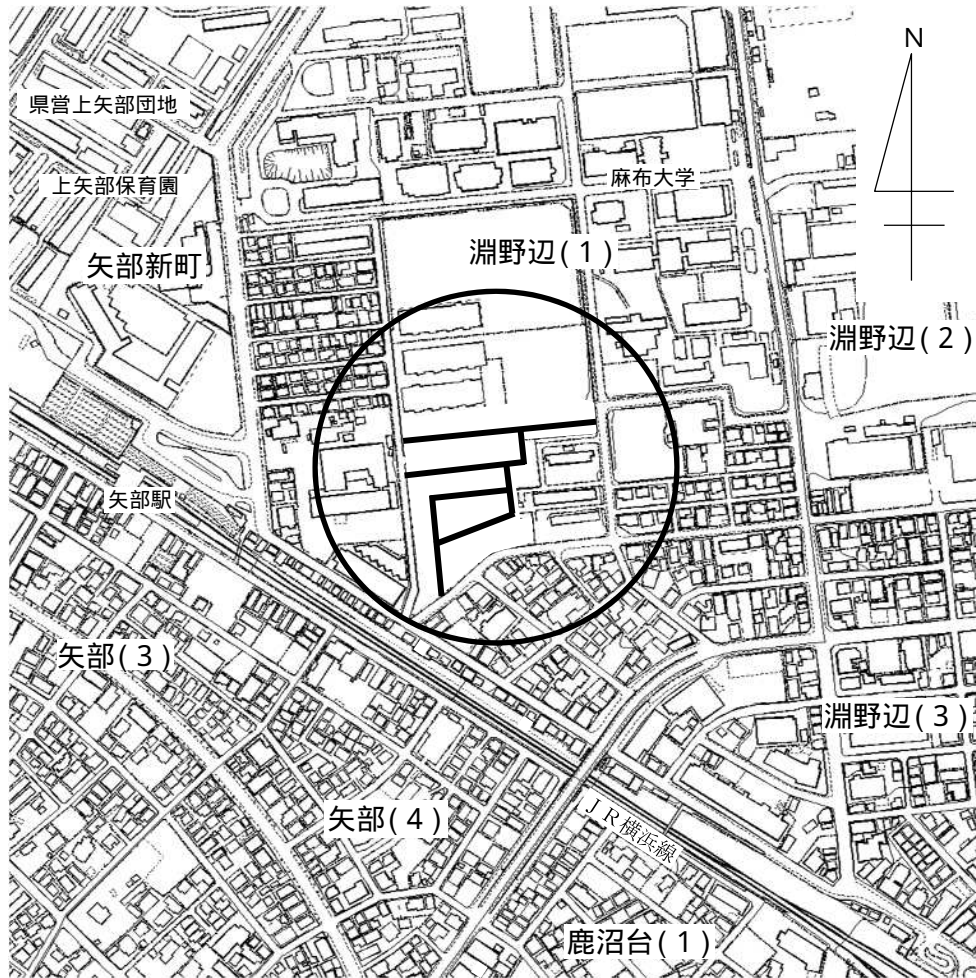 N
県営上矢部団地
上矢部保育園
麻布大学
矢部新町
淵野辺(1)
淵野辺(2)
矢部駅
矢部(3)
淵野辺(3)
矢部(4)
JR横浜線
鹿沼台(1)